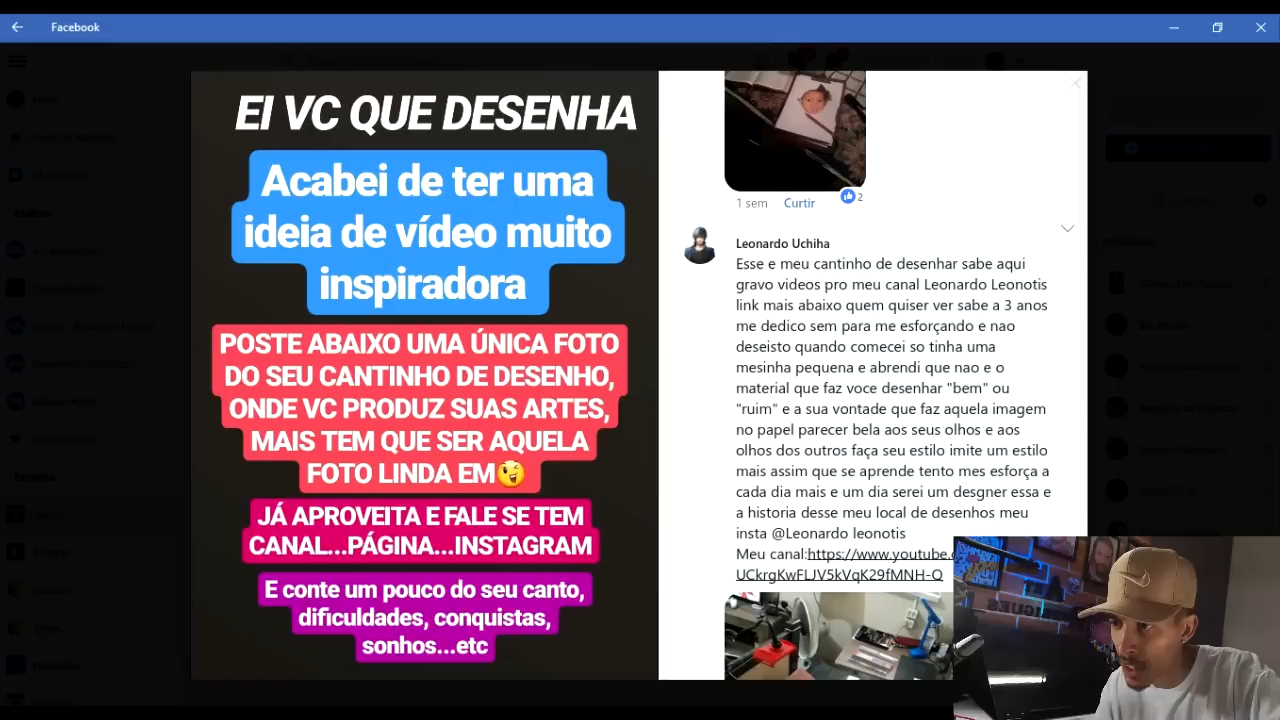 Facebook
EI VC QUE DESENHA
Acabei de ter uma
ideia de vídeo muito
inspiradora
POSTE ABAIXO UMA ÚNICA FOTO
DO SEU CANTINHO DE DESENHO,
ONDE VC PRODUZ SUAS ARTES,
MAIS TEM QUE SER AQUELA
FOTO LINDA EM😉
JÁ APROVEITA E FALE SE TEM
CANAL...PÁGINA...INSTAGRAM
E conte um pouco do seu canto,
dificuldades, conquistas,
sonhos...etc
1 sem Curtir 2
Leonardo Uchiha
Esse e meu cantinho de desenhar sabe aqui
gravo videos pro meu canal Leonardo Leonotis
link mais abaixo quem quiser ver sabe a 3 anos
me dedico sem para me esforçando e nao
deseisto quando comecei so tinha uma
mesinha pequena e abrendi que nao e o
material que faz voce desenhar "bem" ou
"ruim" e a sua vontade que faz aquela imagem
no papel parecer bela aos seus olhos e aos
olhos dos outros faça seu estilo imite um estilo
mais assim que se aprende tento mes esforça a
cada dia mais e um dia serei um desgner essa e
a historia desse meu local de desenhos meu
insta @Leonardo leonotis
Meu canal:https://www.youtube.
UCkrgKwFLJV5kVqK29fMNH-Q